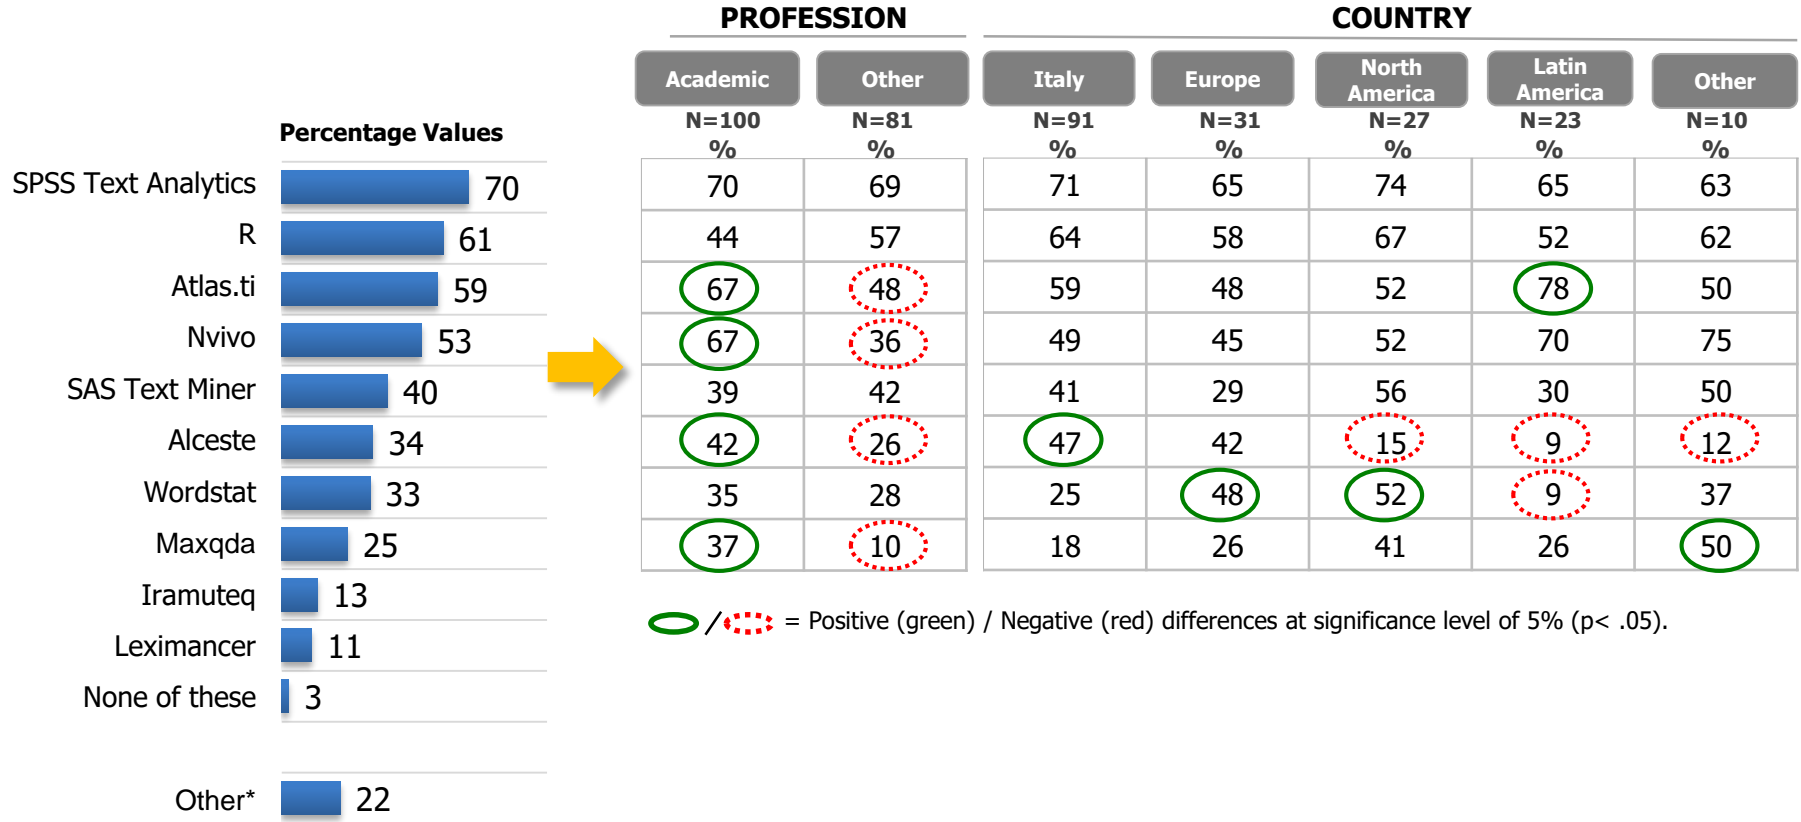 PROFESSION COUNTRY
Academic Other Italy Europe North America Latin America Other
N=100 N=81 N=91 N=31 N=27 N=23 N=10
Percentage Values % % % % % % %
SPSS Text Analytics 70 70 69 71 65 74 65 63
R 61 44 57 64 58 67 52 62
Atlas.ti 59 67 48 59 48 52 78 50
Nvivo 53 67 36 49 45 52 70 75
SAS Text Miner 40 39 42 41 29 56 30 50
Alceste 34 42 26 47 42 15 9 12
Wordstat 33 35 28 25 48 52 9 37
Maxqda 25 37 10 18 26 41 26 50
Iramuteq 13
/ = Positive (green) / Negative (red) differences at significance level of 5% (p< .05).
Leximancer 11
None of these 3
Other* 22